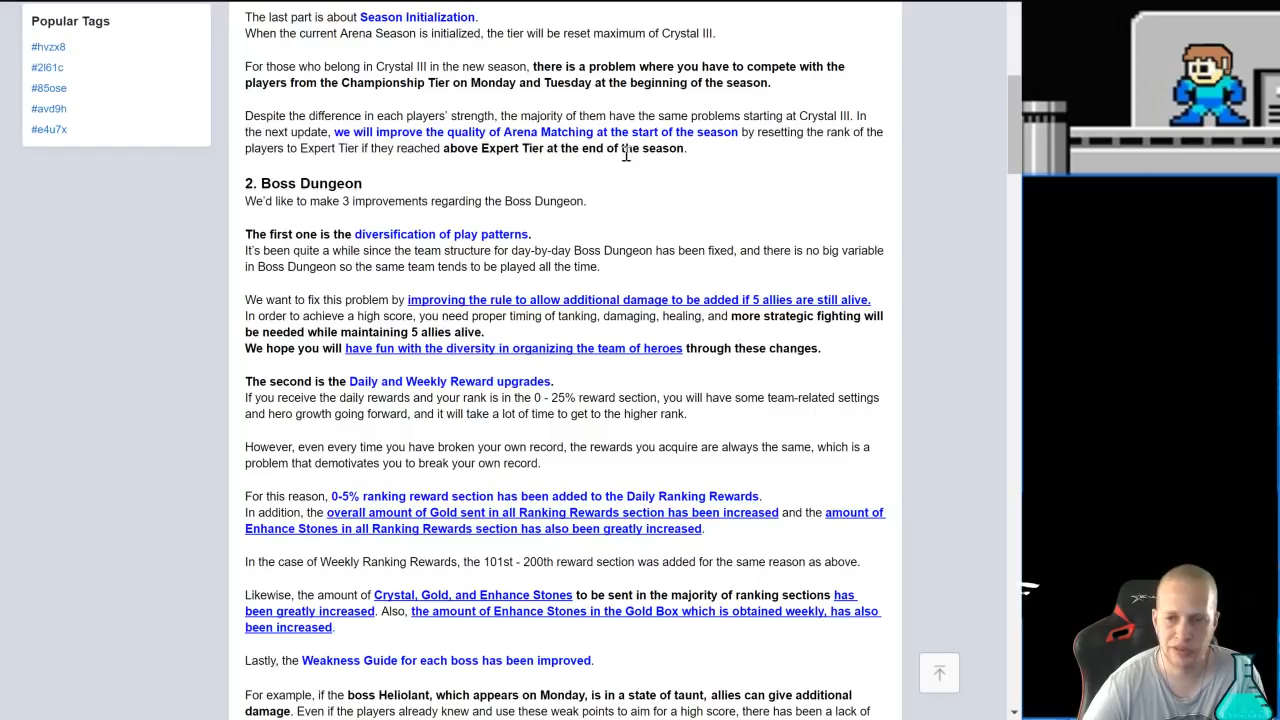 Popular Tags
#hvzx8
#2l61c
#85ose
#avd9h
#e4u7x
The last part is about Season Initialization.
When the current Arena Season is initialized, the tier will be reset maximum of Crystal III.
For those who belong in Crystal III in the new season, there is a problem where you have to compete with the
players from the Championship Tier on Monday and Tuesday at the beginning of the season.
Despite the difference in each players' strength, the majority of them have the same problems starting at Crystal III. In
the next update, we will improve the quality of Arena Matching at the start of the season by resetting the rank of the
players to Expert Tier if they reached above Expert Tier at the end of the season.
2. Boss Dungeon
We'd like to make 3 improvements regarding the Boss Dungeon.
The first one is the diversification of play patterns.
It's been quite a while since the team structure for day-by-day Boss Dungeon has been fixed, and there is no big variable
in Boss Dungeon so the same team tends to be played all the time.
We want to fix this problem by improving the rule to allow additional damage to be added if 5 allies are still alive.
In order to achieve a high score, you need proper timing of tanking, damaging, healing, and more strategic fighting will
be needed while maintaining 5 allies alive.
We hope you will have fun with the diversity in organizing the team of heroes through these changes.
The second is the Daily and Weekly Reward upgrades.
If you receive the daily rewards and your rank is in the 0 - 25% reward section, you will have some team-related settings
and hero growth going forward, and it will take a lot of time to get to the higher rank.
However, even every time you have broken your own record, the rewards you acquire are always the same, which is a
problem that demotivates you to break your own record.
For this reason, 0-5% ranking reward section has been added to the Daily Ranking Rewards.
In addition, the overall amount of Gold sent in all Ranking Rewards section has been increased and the amount of
Enhance Stones in all Ranking Rewards section has also been greatly increased.
In the case of Weekly Ranking Rewards, the 101st - 200th reward section was added for the same reason as above.
Likewise, the amount of Crystal, Gold, and Enhance Stones to be sent in the majority of ranking sections has
been greatly increased. Also, the amount of Enhance Stones in the Gold Box which is obtained weekly, has also
been increased.
Lastly, the Weakness Guide for each boss has been improved.
For example, if the boss Heliolant, which appears on Monday, is in a state of taunt, allies can give additional
damage. Even if the players already knew and use these weak points to aim for a high score, there has been a lack of